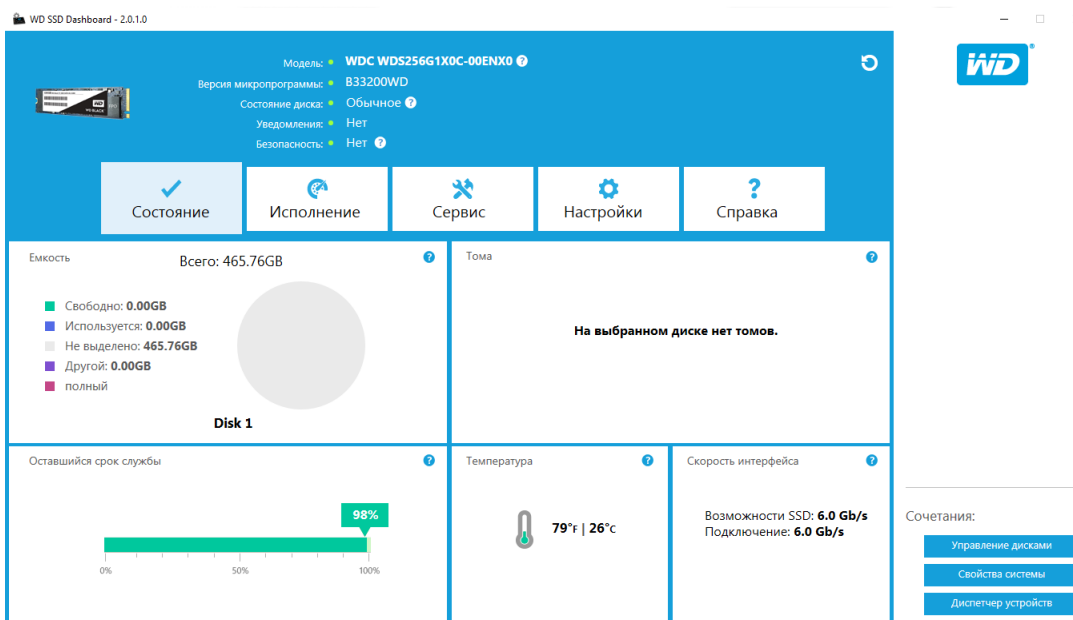 WD SSD Dashboard - 2.0.1.0
Модель: WDC WDS256G1X0C-00ENX0 ?
Версия микропрограммы: B33200WD
Состояние диска: Обычное ?
Уведомления: Нет
Безопасность: Нет ?
WD
Состояние
Исполнение
Сервис
Настройки
Справка
Емкость
Всего: 465.76GB
Свободно: 0.00GB
Используется: 0.00GB
Не выделено: 465.76GB
Другой: 0.00GB
полный
Disk 1
Тома
На выбранном диске нет томов.
Оставшийся срок службы
98%
0%
50%
100%
Температура
79°F | 26°C
Скорость интерфейса
Возможности SSD: 6.0 Gb/s
Подключение: 6.0 Gb/s
Сочетания:
Управление дисками
Свойства системы
Диспетчер устройств